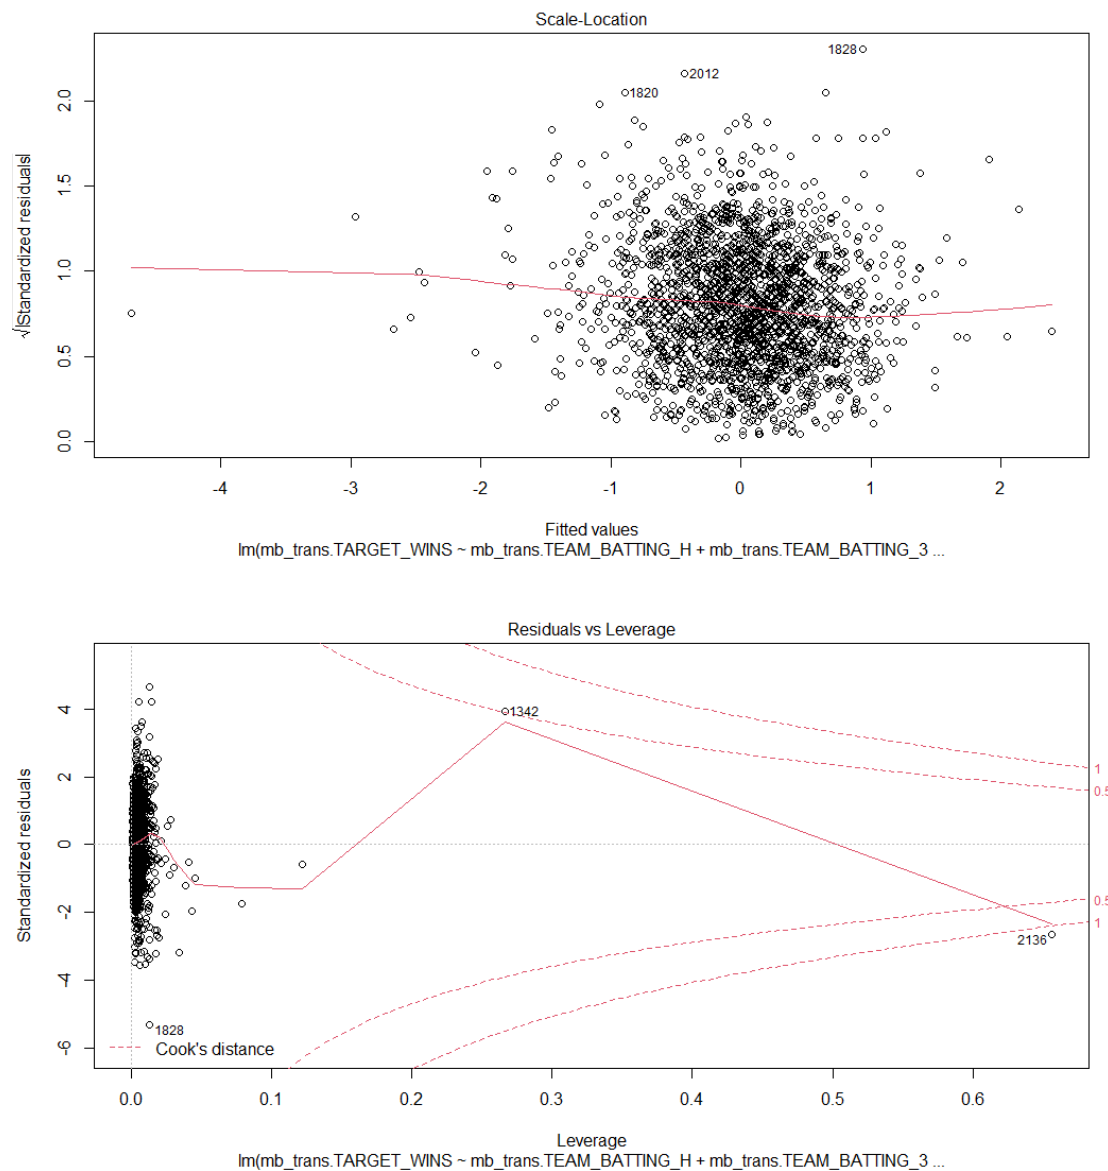 Scale-Location
1828
2012
1820
√|Standardized residuals|
0.0 0.5 1.0 1.5 2.0
-4 -3 -2 -1 0 1 2
Fitted values
lm(mb_trans.TARGET_WINS ~ mb_trans.TEAM_BATTING_H + mb_trans.TEAM_BATTING_3 ...
Residuals vs Leverage
1342
1
0.5
0.5
1
2136
1828
Cook's distance
Standardized residuals
-6 -4 -2 0 2 4
0.0 0.1 0.2 0.3 0.4 0.5 0.6
Leverage
lm(mb_trans.TARGET_WINS ~ mb_trans.TEAM_BATTING_H + mb_trans.TEAM_BATTING_3 ...